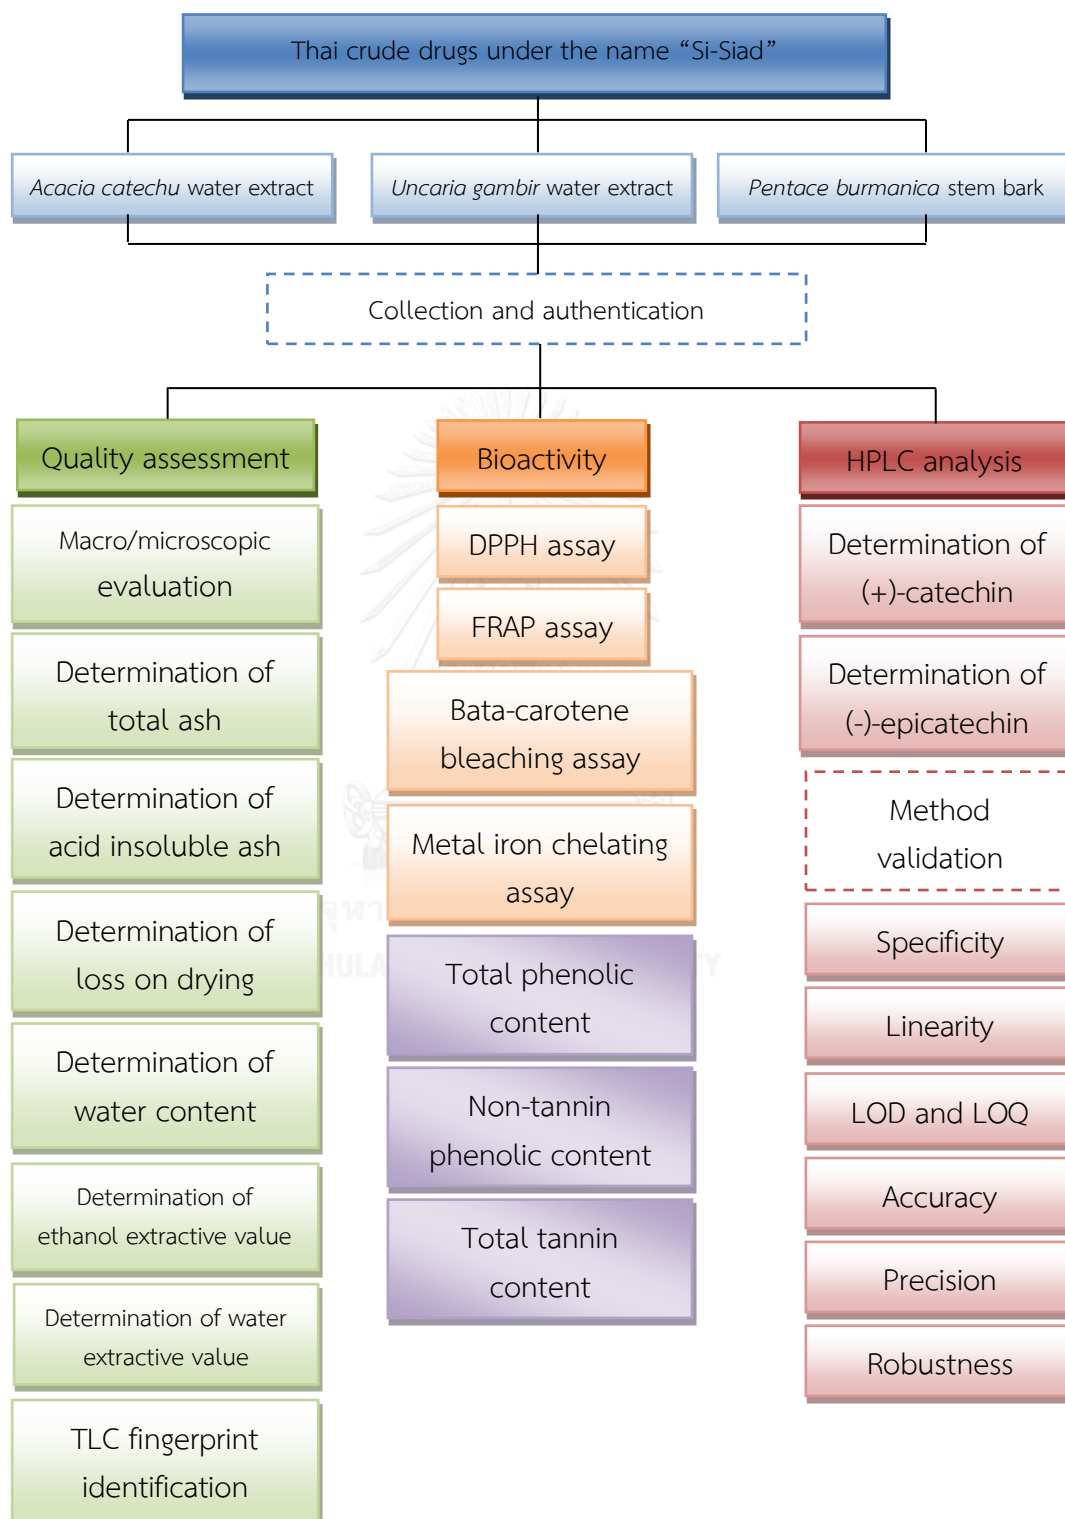 Thai crude drugs under the name “Si-Siad”
Acacia catechu water extract
Uncaria gambir water extract
Pentace burmanica stem bark
Collection and authentication
Quality assessment
Macro/microscopic
evaluation
Determination of
total ash
Determination of
acid insoluble ash
Determination of
loss on drying
Determination of
water content
Determination of
ethanol extractive value
Determination of water
extractive value
TLC fingerprint
identification
Bioactivity
DPPH assay
FRAP assay
Bata-carotene
bleaching assay
Metal iron chelating
assay
Total phenolic
content
Non-tannin
phenolic content
Total tannin
content
HPLC analysis
Determination of
(+)-catechin
Determination of
(-)-epicatechin
Method
validation
Specificity
Linearity
LOD and LOQ
Accuracy
Precision
Robustness